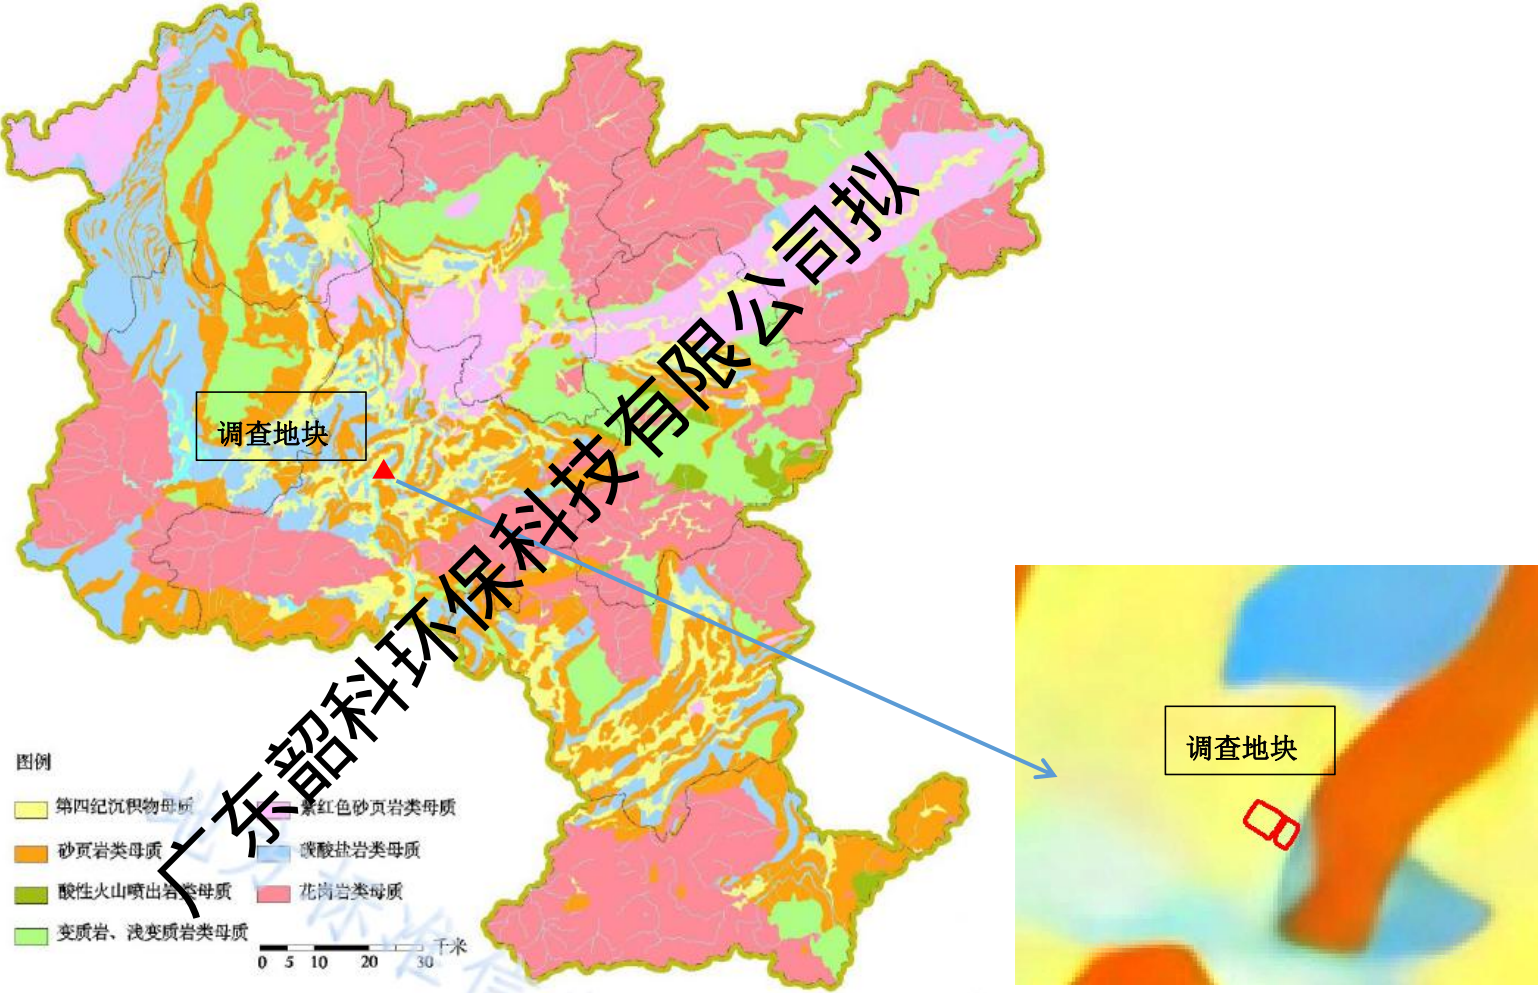 调查地块
广东韶科环保科技有限公司拟
调查地块
图例
第四纪沉积物母质
紫红色砂页岩类母质
砂页岩类母质
碳酸盐岩类母质
酸性火山喷出岩类母质
花岗岩类母质
变质岩、浅变质岩类母质
千米
0 5 10 20 30